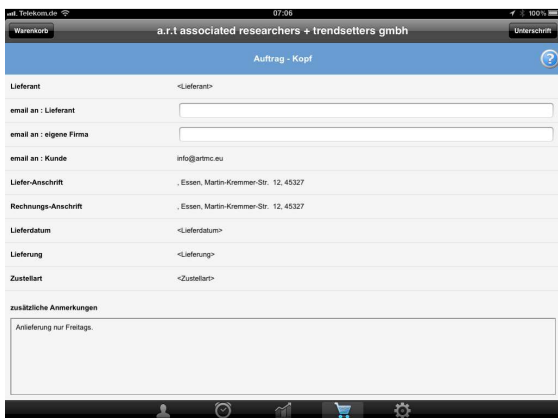 Telekom.de 07:06 100%
Warenkorb a.r.t associated researchers + trendsetters gmbh Unterschrift
Auftrag - Kopf ?
Lieferant <Lieferant>
email an : Lieferant
email an : eigene Firma
email an : Kunde info@artmc.eu
Liefer-Anschrift , Essen, Martin-Kremmer-Str. 12, 45327
Rechnungs-Anschrift , Essen, Martin-Kremmer-Str. 12, 45327
Lieferdatum <Lieferdatum>
Lieferung <Lieferung>
Zustellart <Zustellart>
zusätzliche Anmerkungen
Anlieferung nur Freitags.